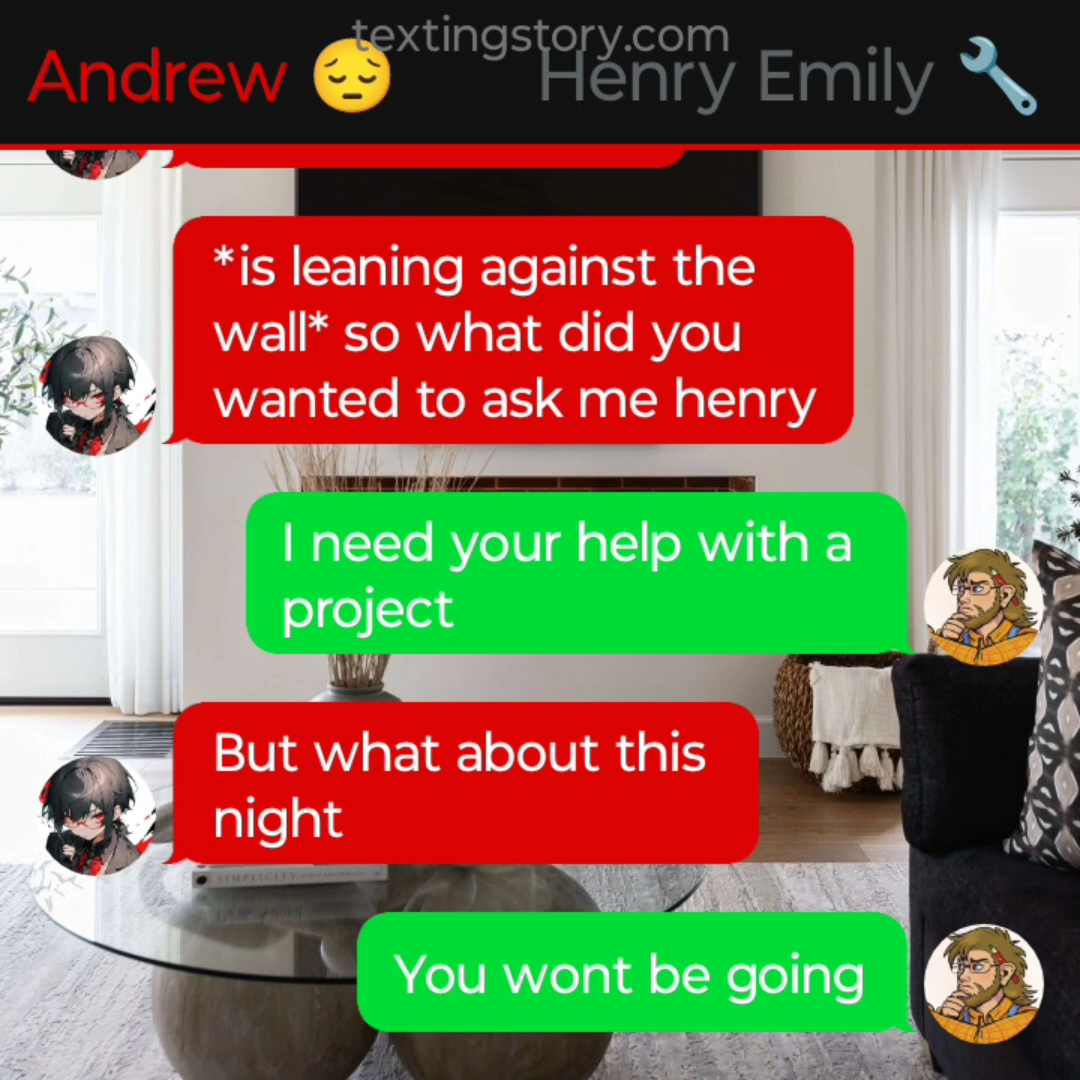 textingstory.com
Andrew 😔 Henry Emily 🔧
*is leaning against the
wall* so what did you
wanted to ask me henry
I need your help with a
project
But what about this
night
SIMPLICITY
You wont be going